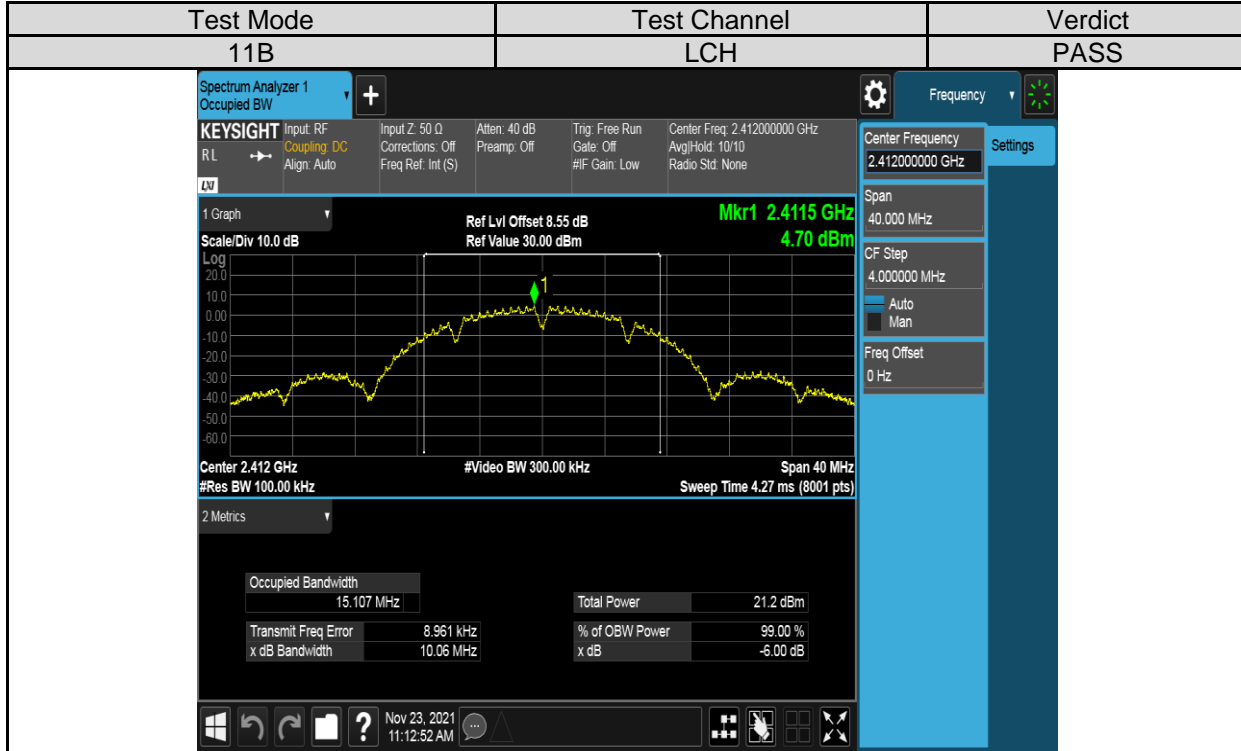 Test Mode Test Channel Verdict
11B LCH PASS
Spectrum Analyzer 1
Occupied BW
+
Frequency
KEYSIGHT Input: RF Input Z: 50 Ω Atten: 40 dB Trig: Free Run Center Freq: 2.412000000 GHz
RL Coupling: DC Corrections: Off Preamp: Off Gate: Off Avg|Hold: 10/10
Align: Auto Freq Ref: Int (S) #IF Gain: Low Radio Std: None
LXI
Center Frequency
2.412000000 GHz
Settings
Span
40.000 MHz
CF Step
4.000000 MHz
Auto
Man
Freq Offset
0 Hz
1 Graph Ref Lvl Offset 8.55 dB Mkr1 2.4115 GHz
Scale/Div 10.0 dB Ref Value 30.00 dBm 4.70 dBm
Log
20.0
10.0
0.00
-10.0
-20.0
-30.0
-40.0
-50.0
-60.0
1
Center 2.412 GHz #Video BW 300.00 kHz Span 40 MHz
#Res BW 100.00 kHz Sweep Time 4.27 ms (8001 pts)
2 Metrics
Occupied Bandwidth
15.107 MHz Total Power 21.2 dBm
Transmit Freq Error 8.961 kHz % of OBW Power 99.00 %
x dB Bandwidth 10.06 MHz x dB -6.00 dB
? Nov 23, 2021
11:12:52 AM